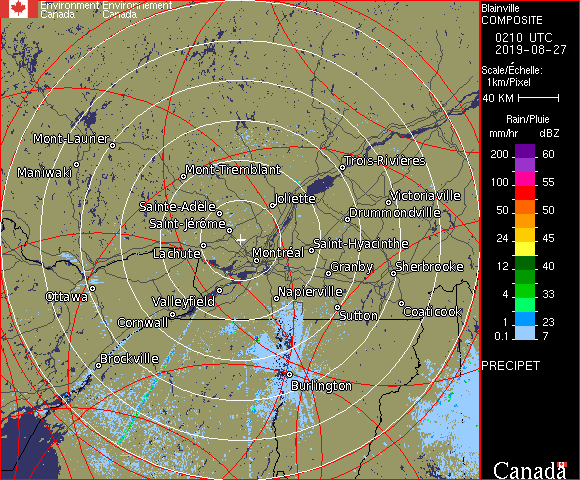 Environment Environnement
Canada Canada
Blainville
COMPOSITE
0210 UTC
2019-08-27
Scale/Échelle:
1km/Pixel
40 KM
Rain/Pluie
mm/hr dBZ
200 60
100 55
50 50
24 45
12 40
4 33
1 23
0.1 7
PRECIPET
Canada
Mont-Laurier
Maniwaki
Mont-Tremblant
Trois-Rivières
Joliette
Victoriaville
Sainte-Adèle
Drummondville
Saint-Jérôme
Saint-Hyacinthe
Lachute
Montréal
Granby
Sherbrooke
Ottawa
Valleyfield
Napierville
Cornwall
Sutton
Coaticook
Brockville
Burlington